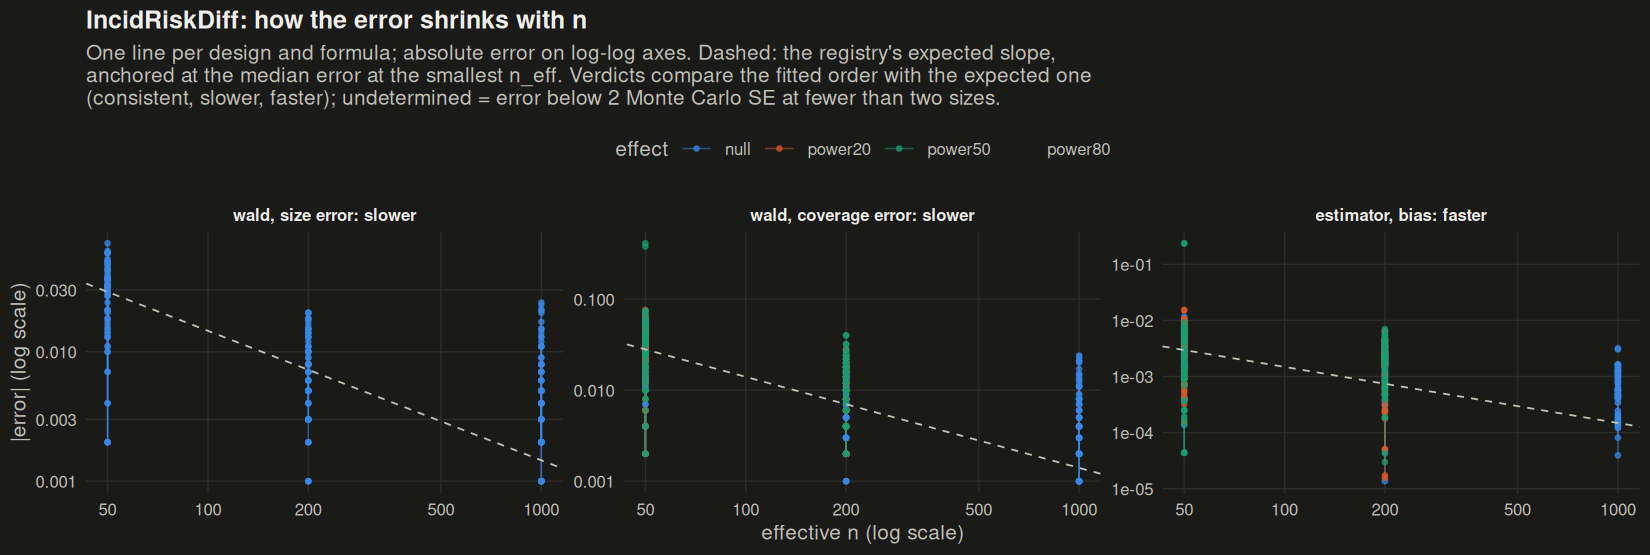 IncidRiskDiff: how the error shrinks with n
One line per design and formula; absolute error on log-log axes. Dashed: the registry's expected slope,
anchored at the median error at the smallest n_eff. Verdicts compare the fitted order with the expected one
(consistent, slower, faster); undetermined = error below 2 Monte Carlo SE at fewer than two sizes.
effect null power20 power50 power80
wald, size error: slower
wald, coverage error: slower
estimator, bias: faster
|error| (log scale)
0.030
0.010
0.003
0.001
50 100 200 500 1000
0.100
0.010
0.001
50 100 200 500 1000
1e-01
1e-02
1e-03
1e-04
1e-05
50 100 200 500 1000
effective n (log scale)